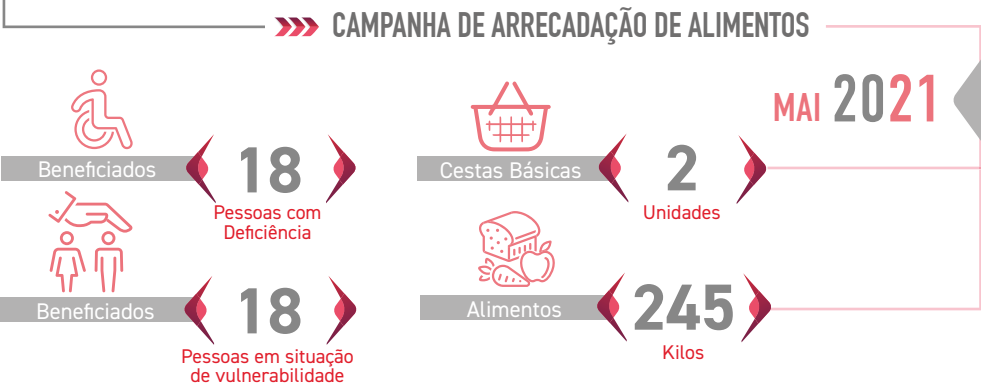 CAMPANHA DE ARRECADAÇÃO DE ALIMENTOS
MAI 2021
Beneficiados
18
Pessoas com
Deficiência
Cestas Básicas
2
Unidades
Beneficiados
18
Pessoas em situação
de vulnerabilidade
Alimentos
245
Kilos